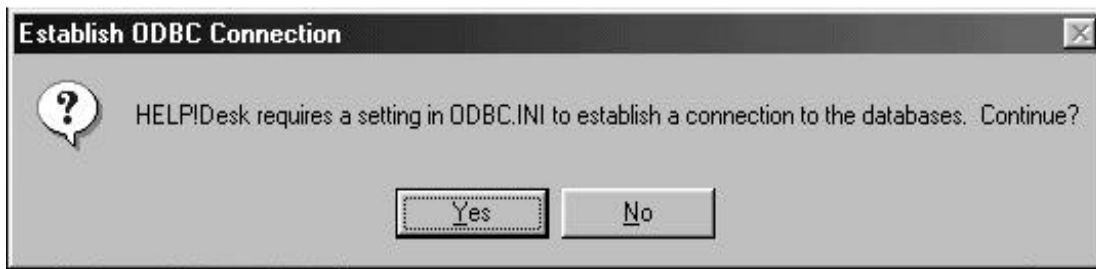 Establish ODBC Connection
HELP!Desk requires a setting in ODBC.INI to establish a connection to the databases.  Continue?
Yes
No